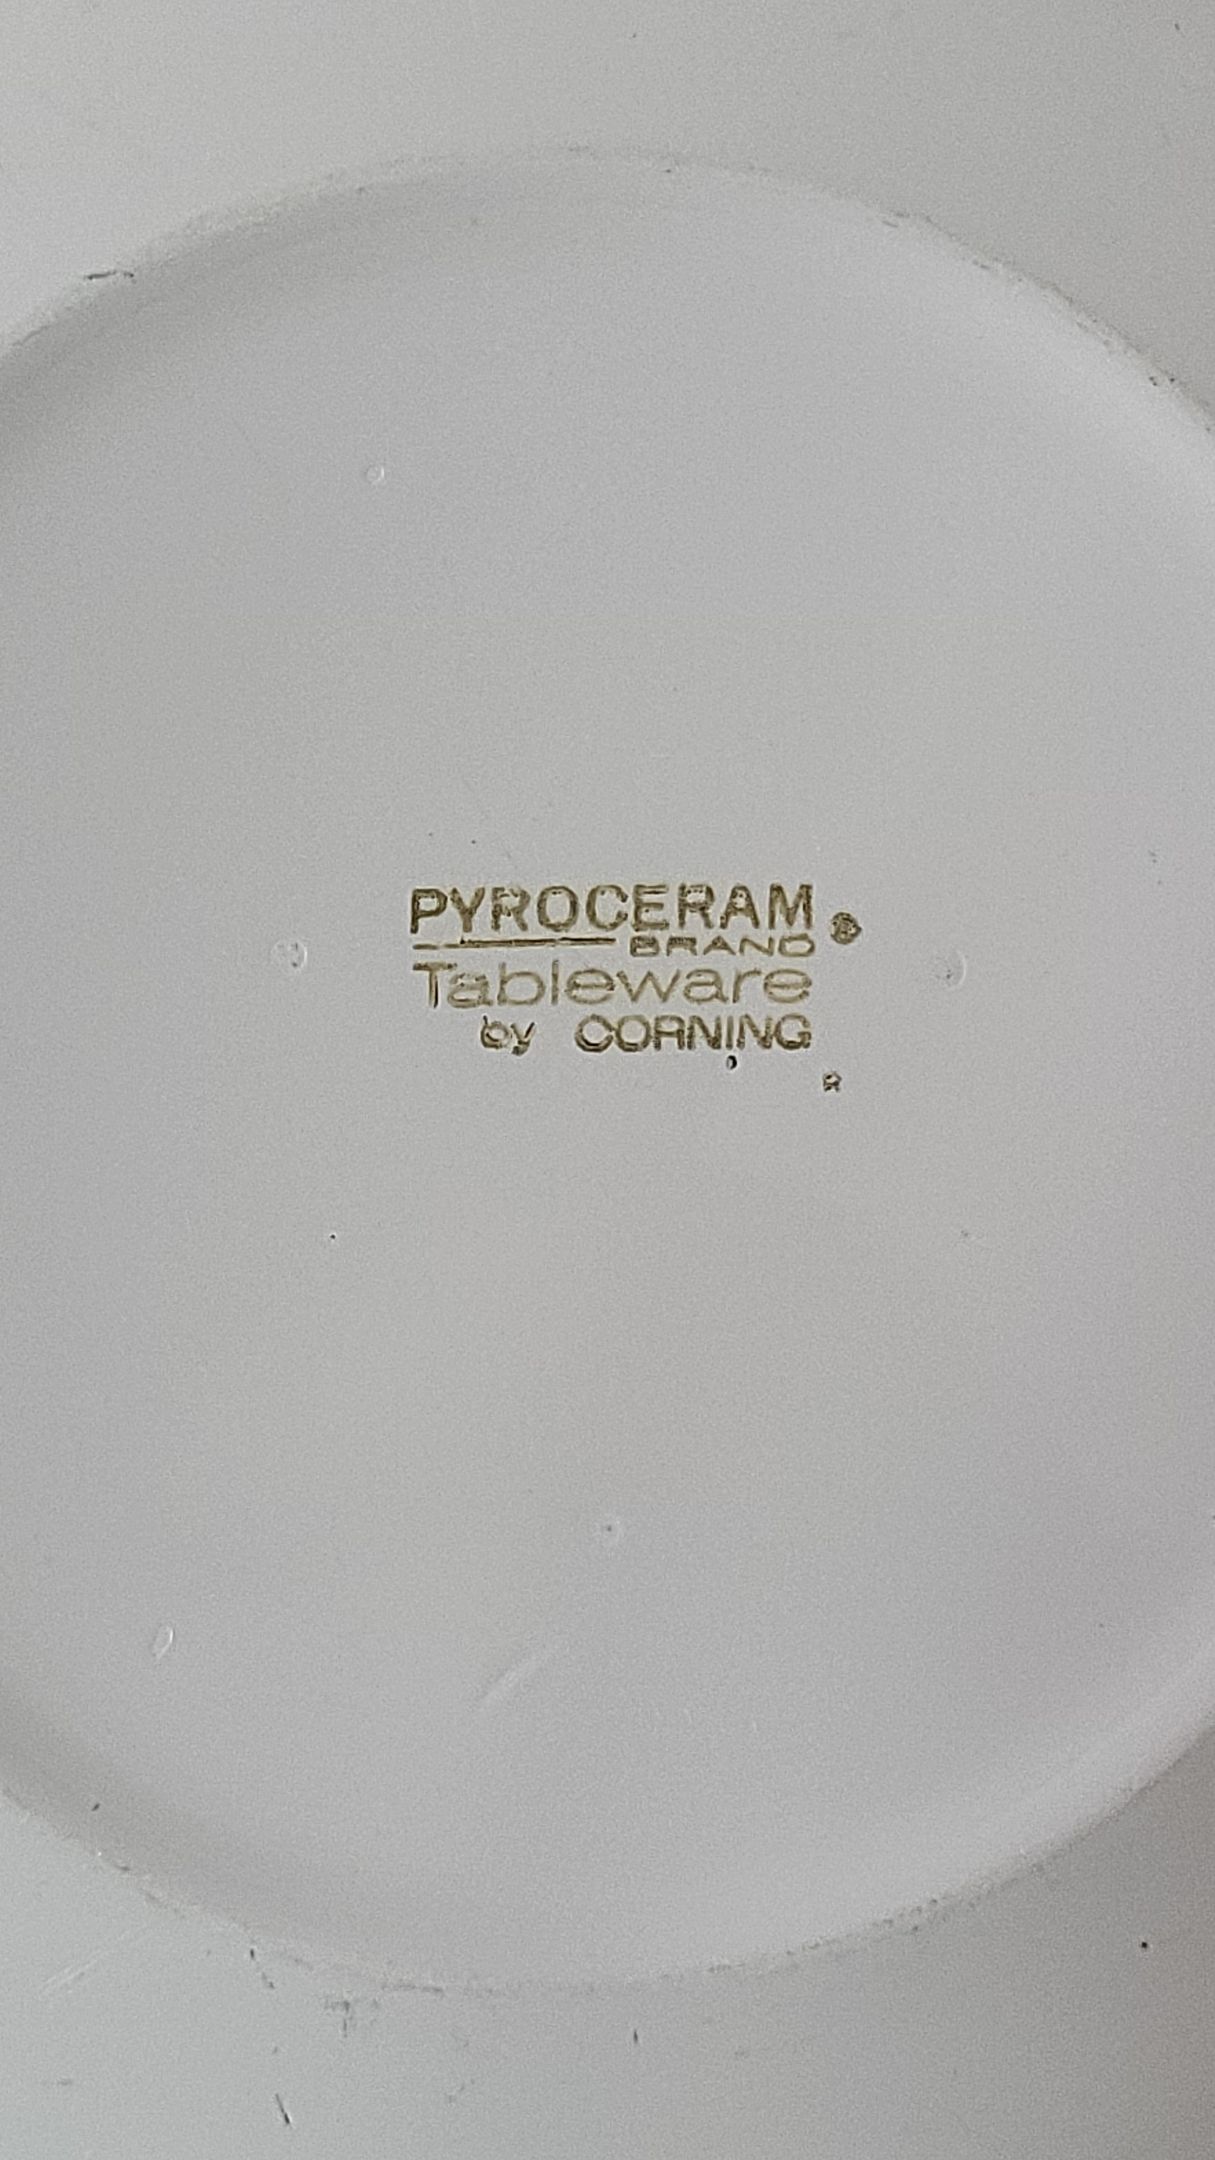 PYROCERAM ®
BRAND
Tableware
by CORNING